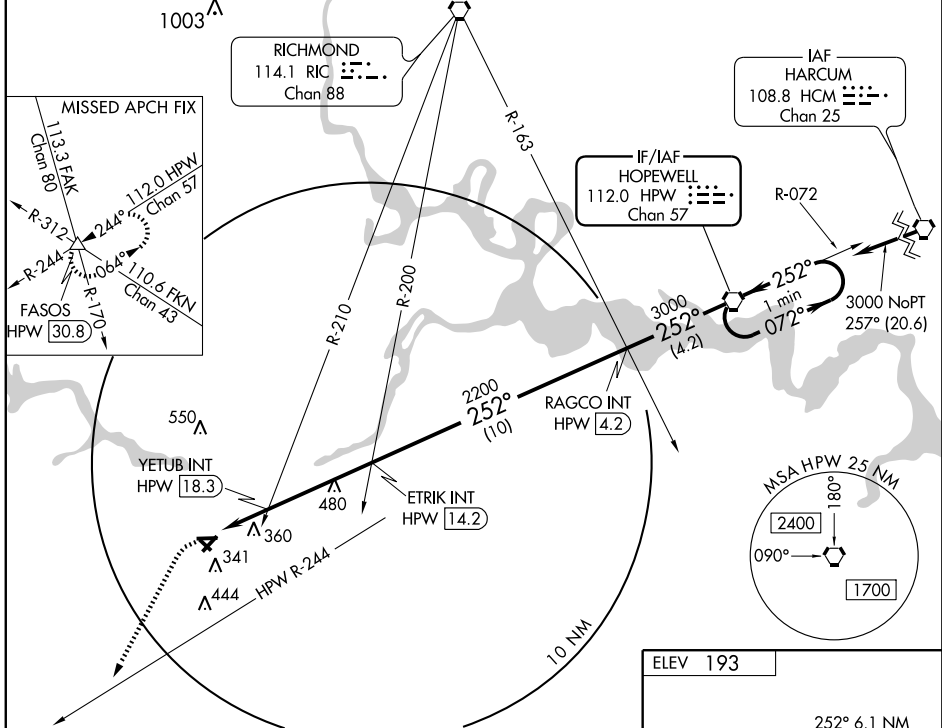 1003
RICHMOND
114.1 RIC
Chan 88
IAF
HARCUM
108.8 HCM
Chan 25
MISSED APCH FIX
113.3 FAK
Chan 80
112.0 HPW
Chan 57
R-312
244°
R-244
064°
110.6 FKN
Chan 43
R-170
FASOS
HPW 30.8
R-163
IF/IAF
HOPEWELL
112.0 HPW
Chan 57
R-072
252°
1 min
072°
3000 NoPT
257° (20.6)
R-210
R-200
3000
252°
(4.2)
RAGCO INT
HPW 4.2
2200
252°
(10)
550
YETUB INT
HPW 18.3
480
ETRIK INT
HPW 14.2
360
341
444
HPW R-244
10 NM
MSA HPW 25 NM
180°
2400
090°
1700
ELEV 193
252° 6.1 NM